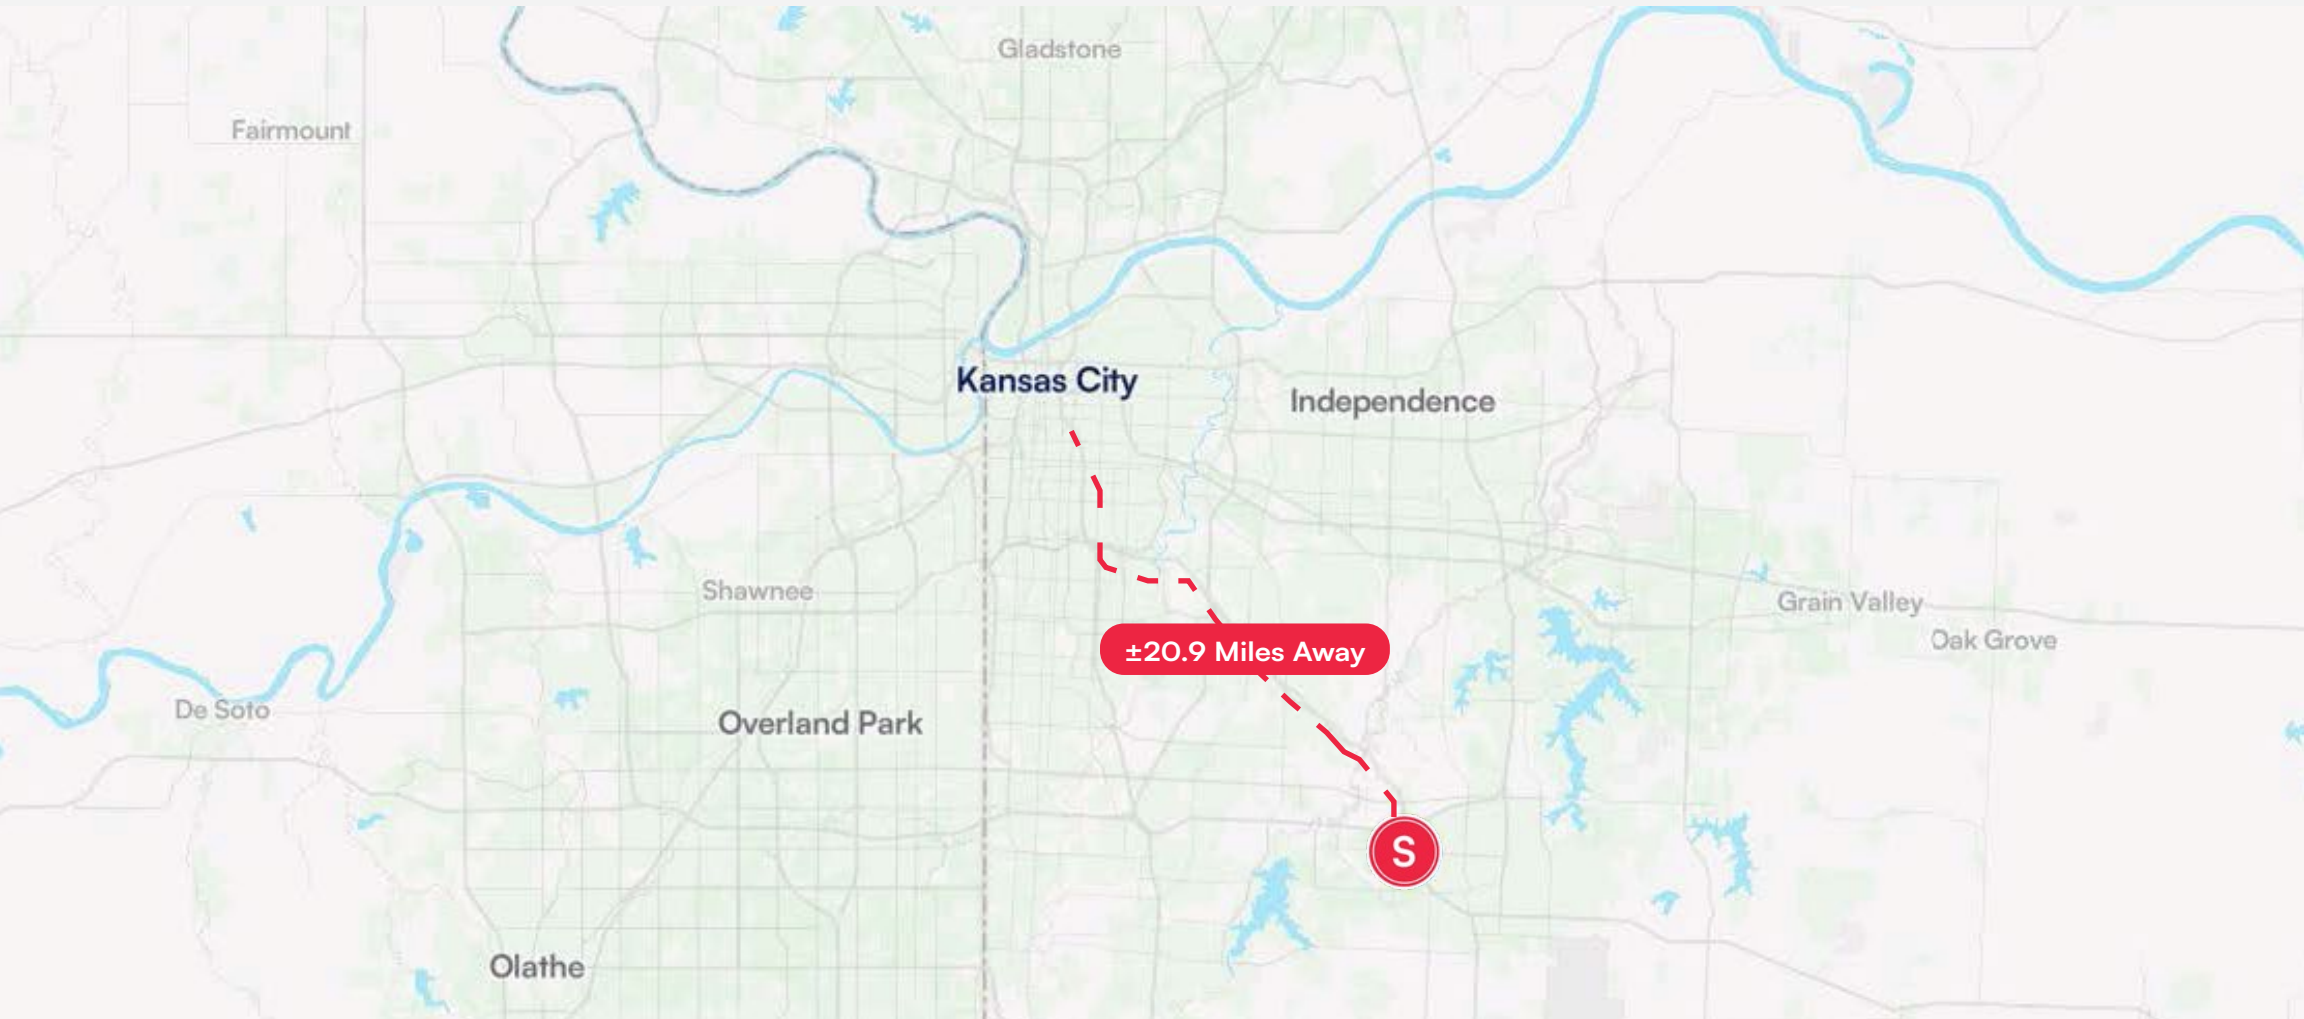 Gladstone
Fairmount
Kansas City
Independence
Shawnee
Grain Valley
Oak Grove
±20.9 Miles Away
De Soto
Overland Park
S
Olathe